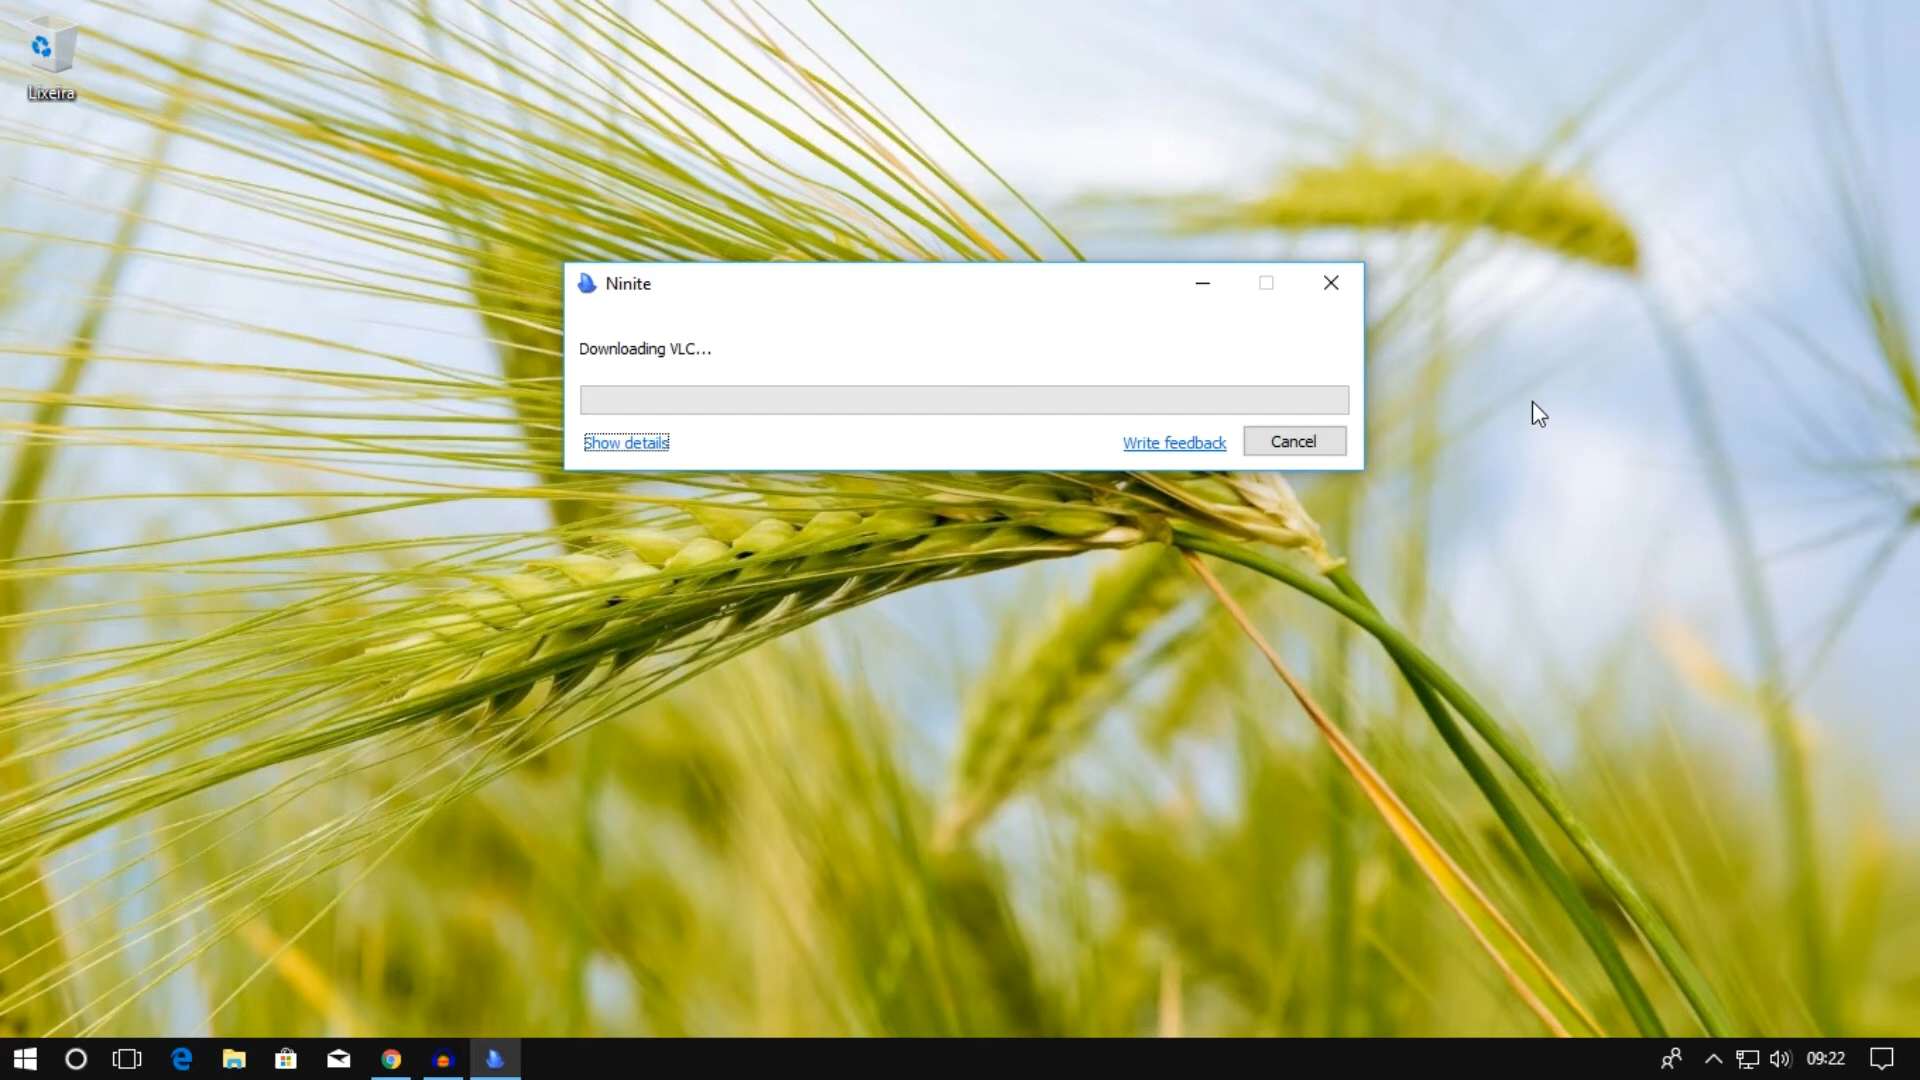 Lixeira
Ninite
Downloading VLC...
Show details
Write feedback
Cancel
09:22